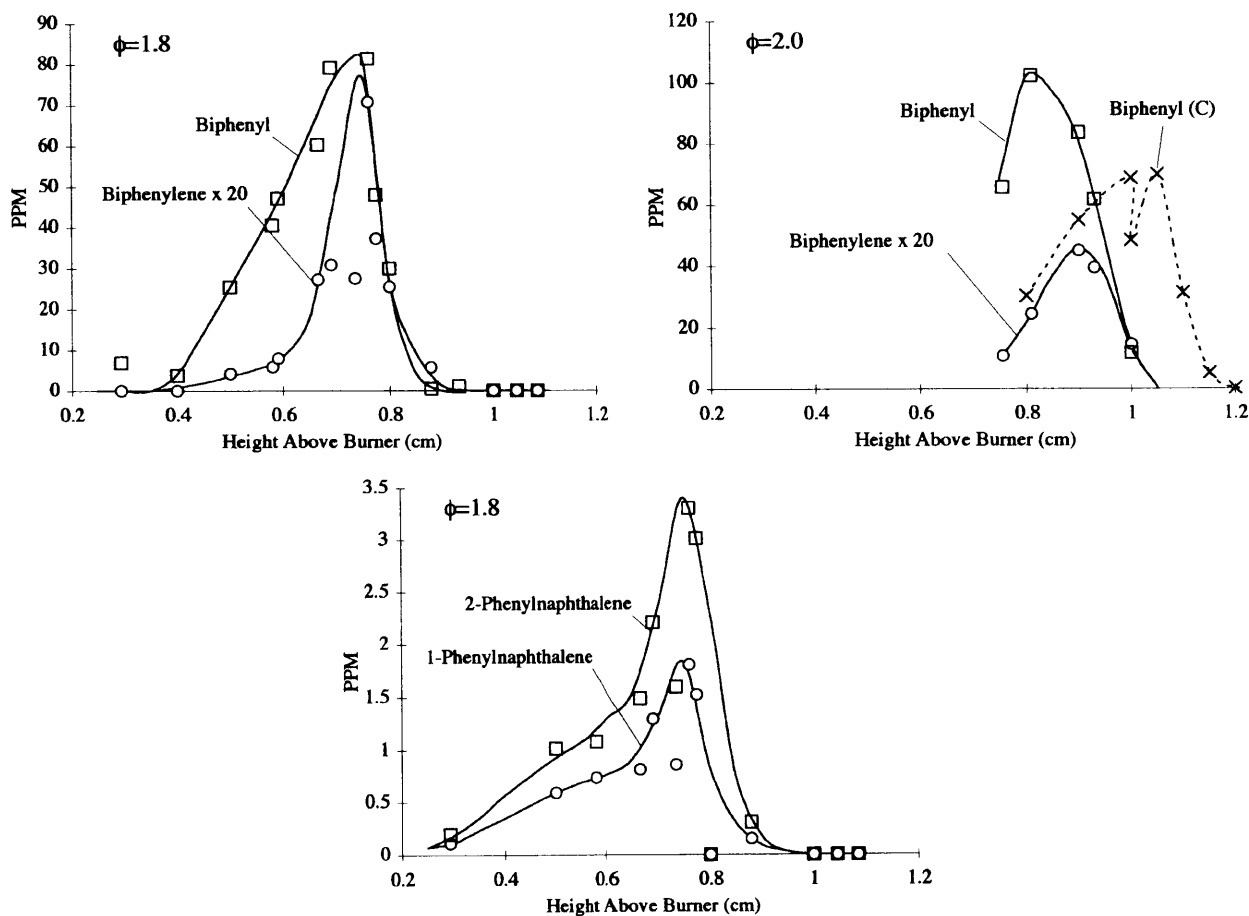 90
80
70
60
50
40
30
20
10
0
PPM
ϕ=1.8
Biphenyl
Biphenylene x 20
0.2 0.4 0.6 0.8 1 1.2
Height Above Burner (cm)
120
100
80
60
40
20
0
PPM
ϕ=2.0
Biphenyl
Biphenyl (C)
Biphenylene x 20
0.2 0.4 0.6 0.8 1 1.2
Height Above Burner (cm)
3.5
3
2.5
2
1.5
1
0.5
0
PPM
ϕ=1.8
2-Phenylnaphthalene
1-Phenylnaphthalene
0.2 0.4 0.6 0.8 1 1.2
Height Above Burner (cm)